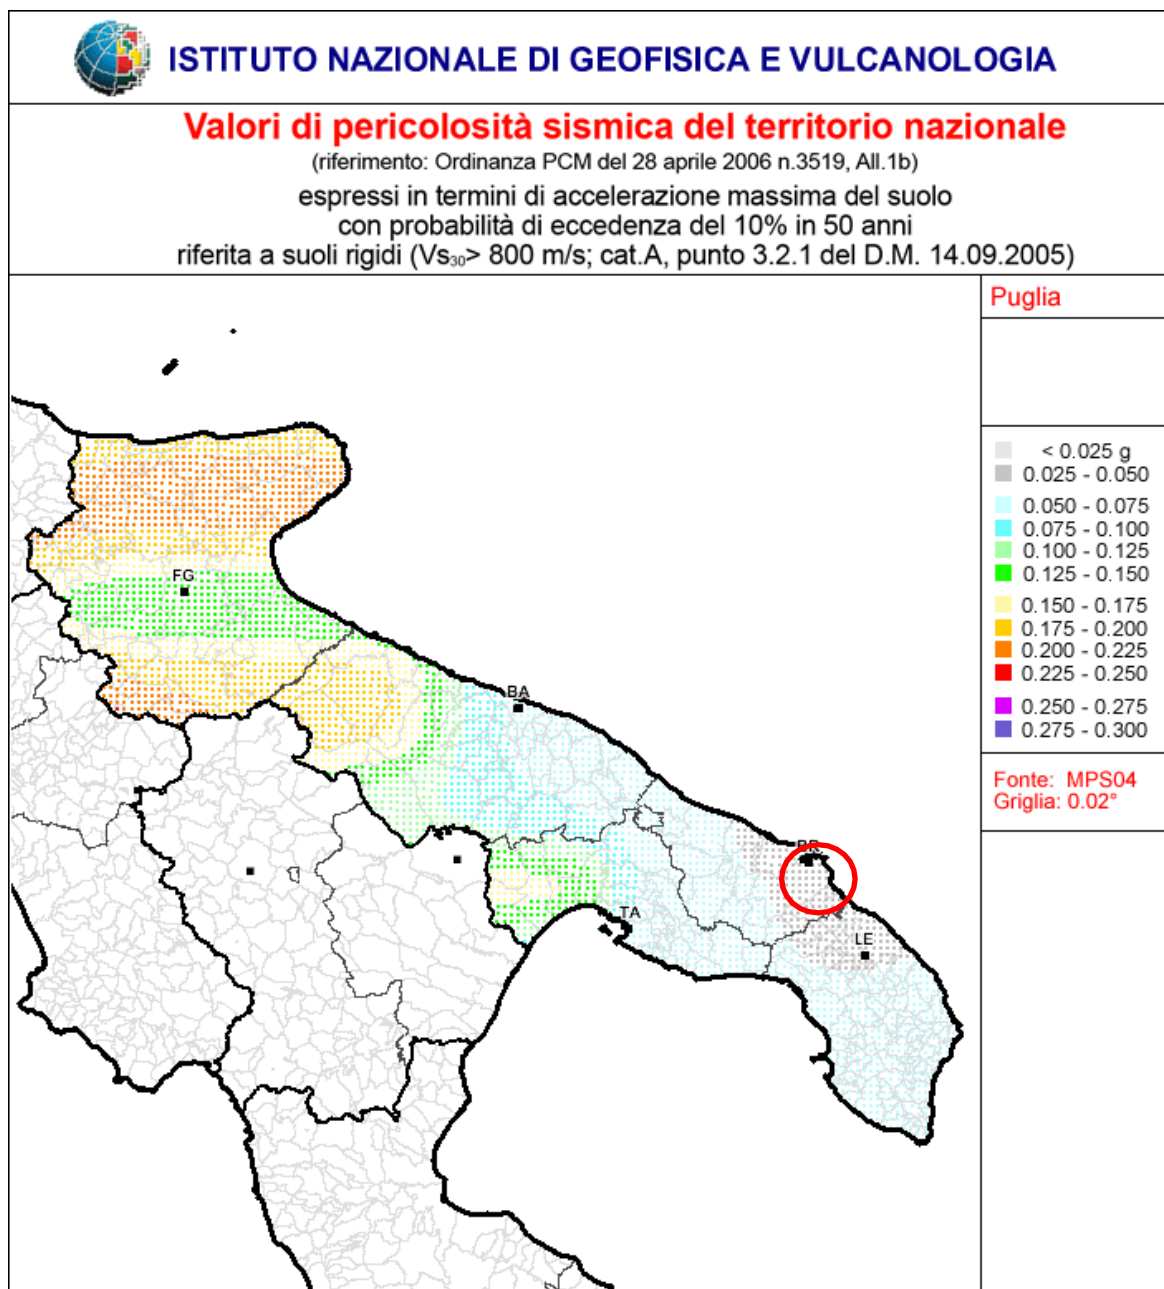 ISTITUTO NAZIONALE DI GEOFISICA E VULCANOLOGIA
Valori di pericolosità sismica del territorio nazionale
(riferimento: Ordinanza PCM del 28 aprile 2006 n.3519, All.1b)
espressi in termini di accelerazione massima del suolo
con probabilità di eccedenza del 10% in 50 anni
riferita a suoli rigidi (Vs₃₀> 800 m/s; cat.A, punto 3.2.1 del D.M. 14.09.2005)
Puglia
< 0.025 g
0.025 - 0.050
0.050 - 0.075
0.075 - 0.100
0.100 - 0.125
0.125 - 0.150
0.150 - 0.175
0.175 - 0.200
0.200 - 0.225
0.225 - 0.250
0.250 - 0.275
0.275 - 0.300
Fonte: MPS04
Griglia: 0.02°
FG
BA
BR
TA
LE